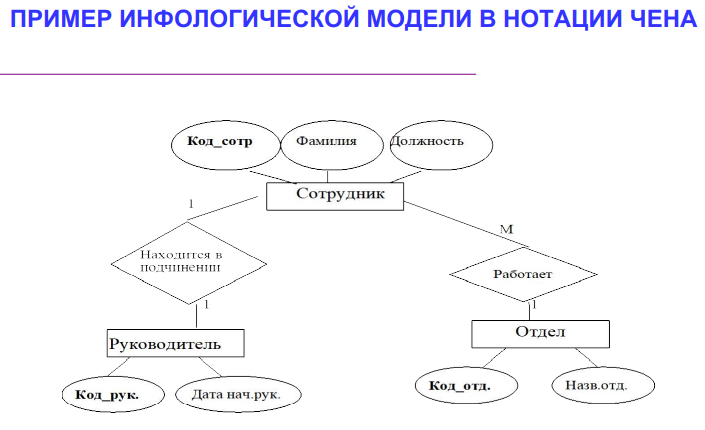 ПРИМЕР ИНФОЛОГИЧЕСКОЙ МОДЕЛИ В НОТАЦИИ ЧЕНА
Код_сотр
Фамилия
Должность
Сотрудник
1
М
Находится в
подчинении
Работает
1
1
Руководитель
Отдел
Код_рук.
Дата нач.рук.
Код_отд.
Назв.отд.